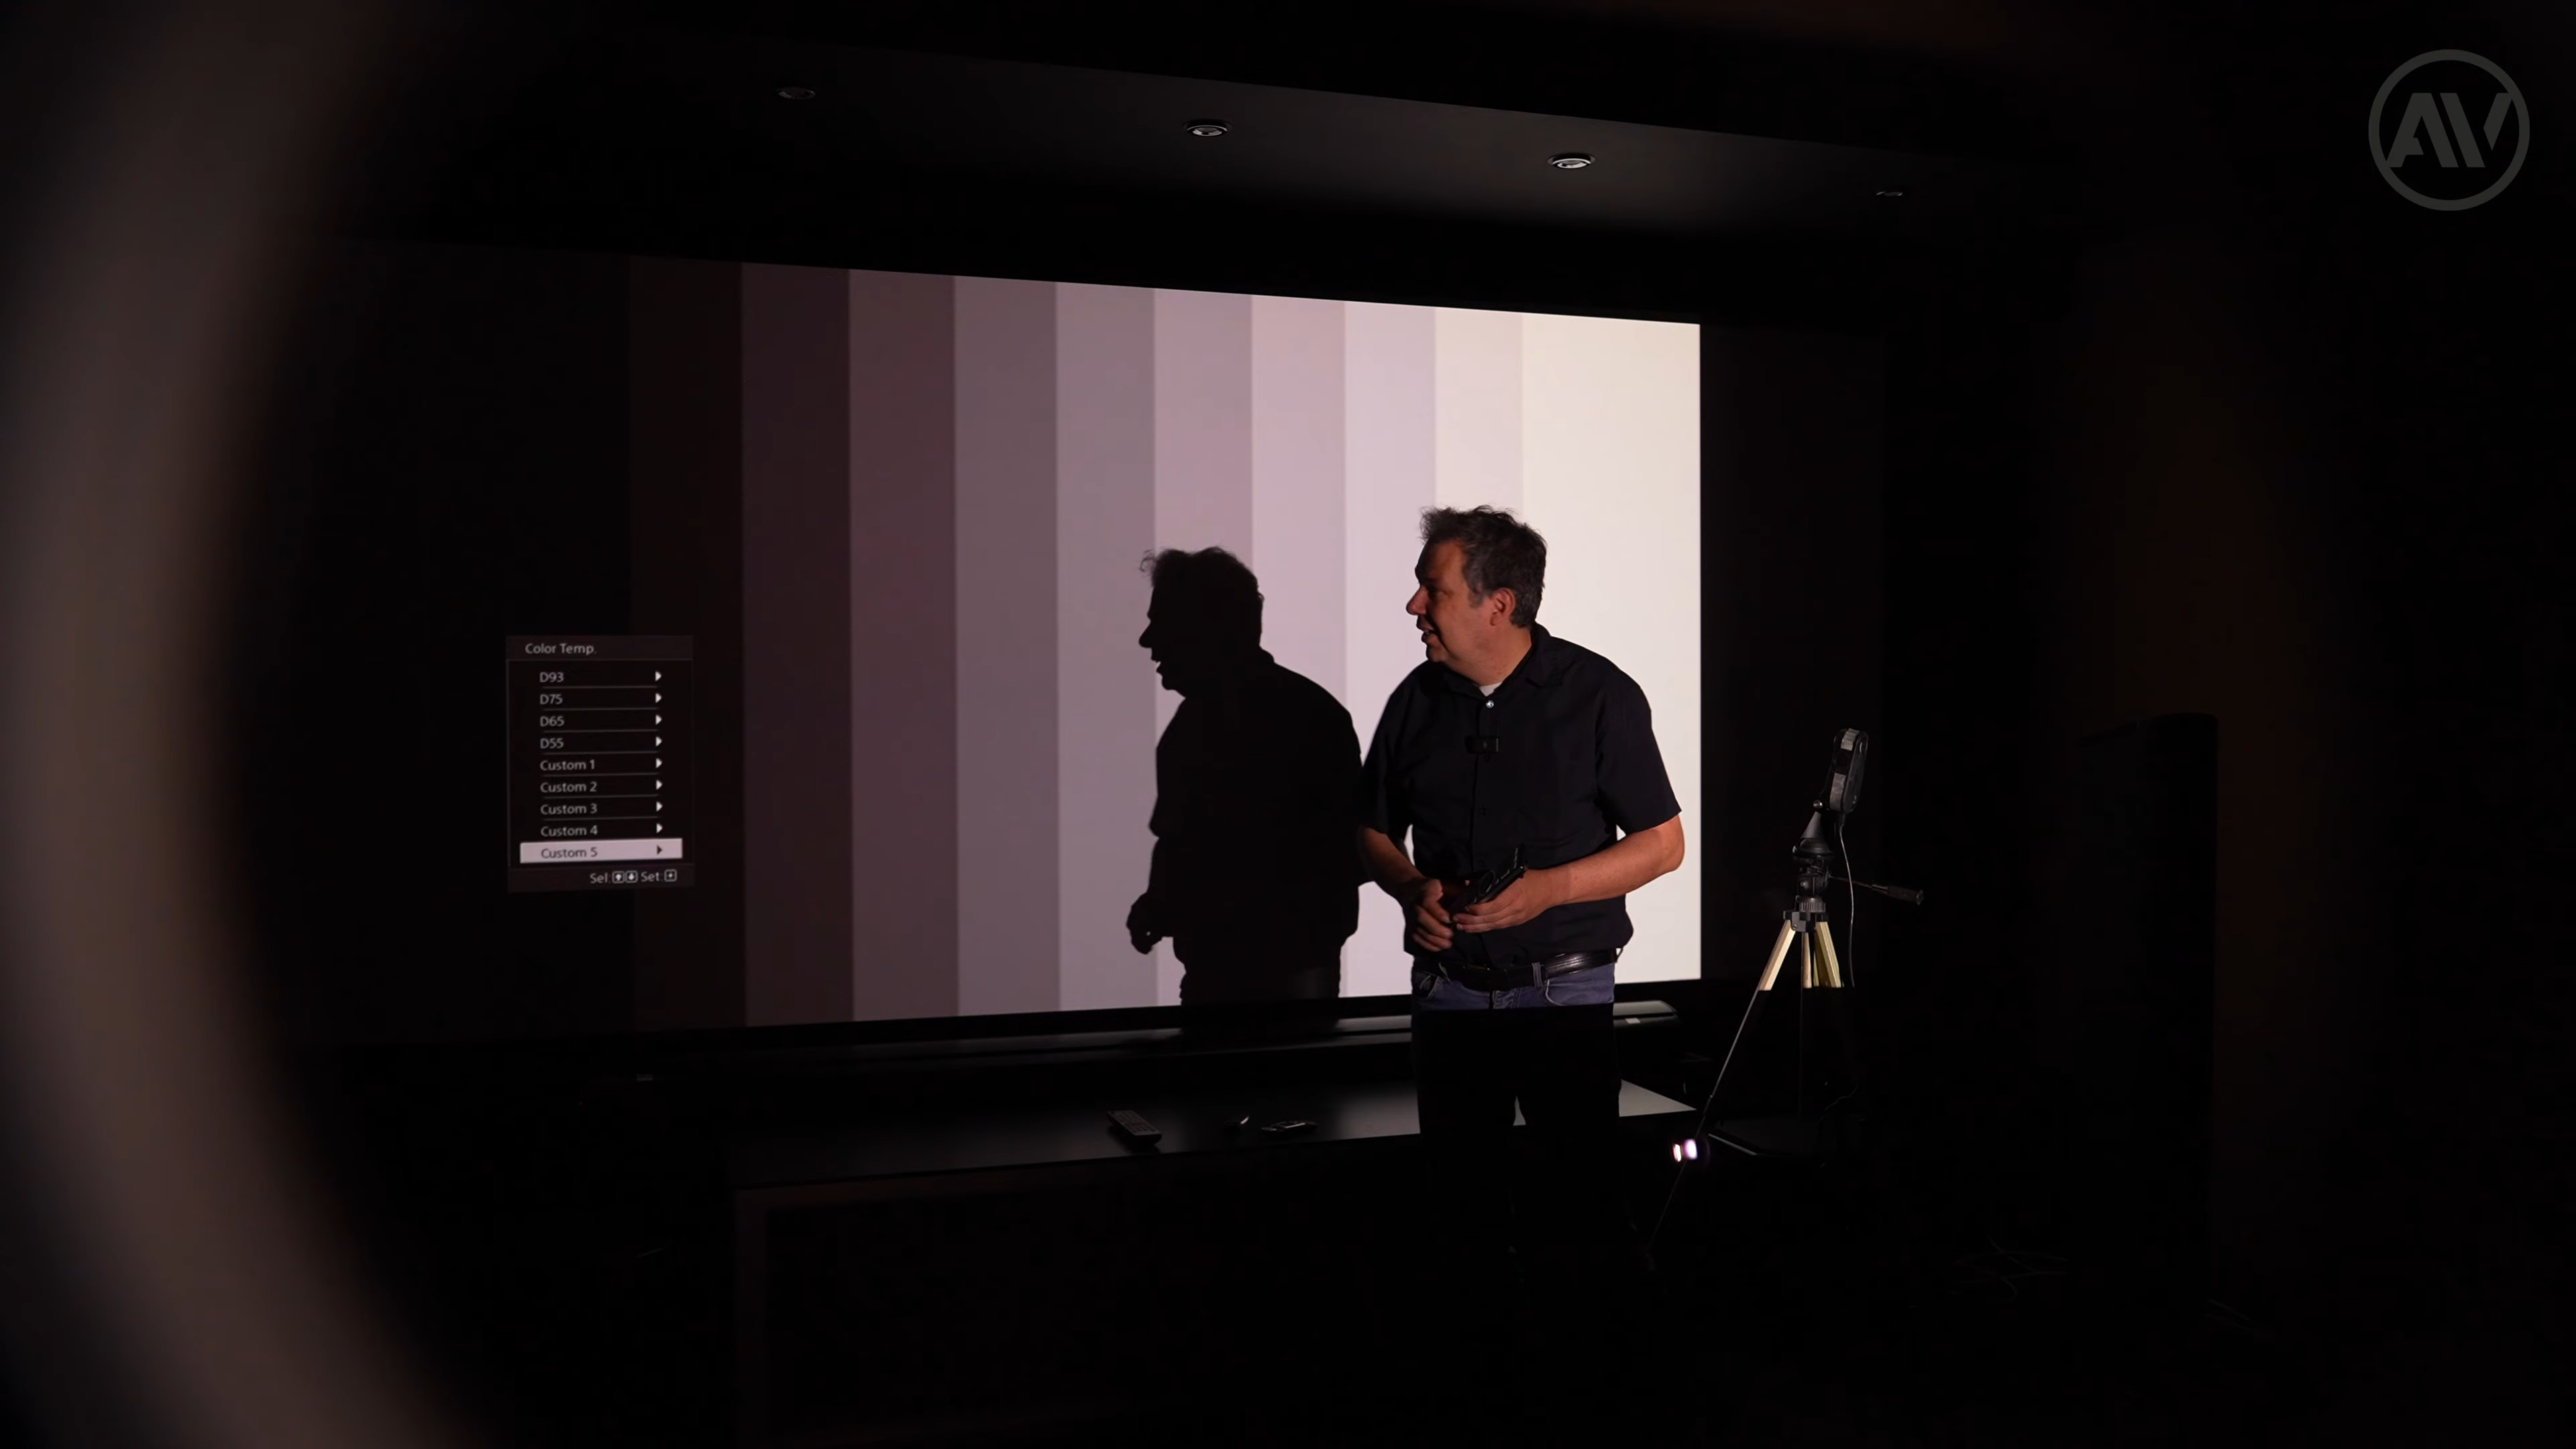 AV
Color Temp.
D93
D75
D65
D55
Custom 1
Custom 2
Custom 3
Custom 4
Custom 5
Sel: Set: